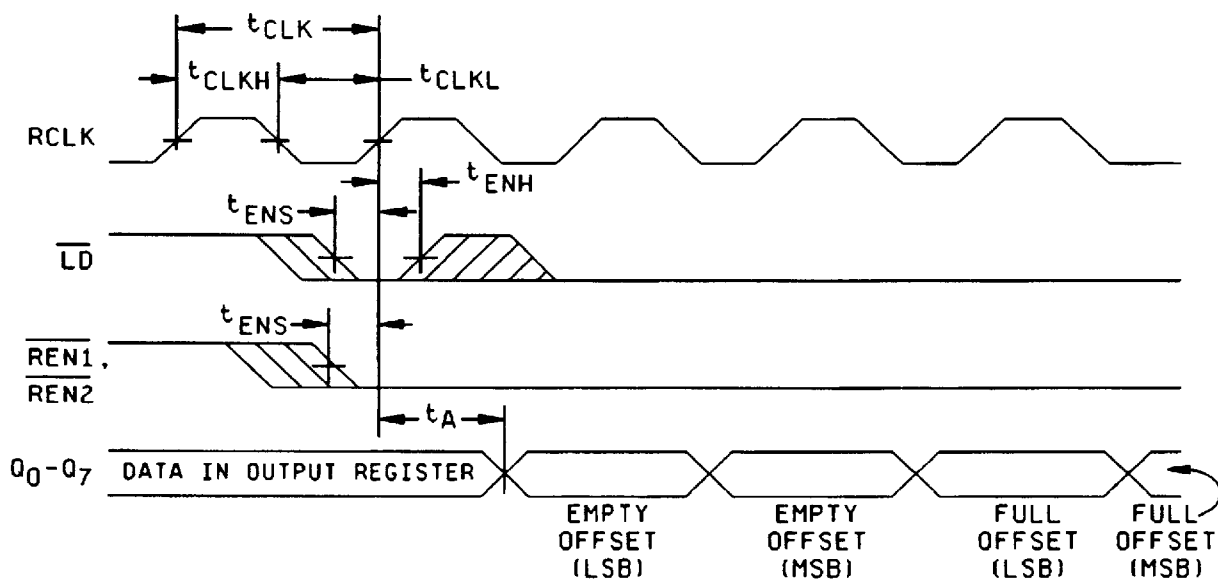 tCLK
tCLKH
tCLKL
RCLK
tENH
tENS
LD
tENS
REN1,
REN2
tA
Q0-Q7
DATA IN OUTPUT REGISTER
EMPTY
OFFSET
(LSB)
EMPTY
OFFSET
(MSB)
FULL
OFFSET
(LSB)
FULL
OFFSET
(MSB)